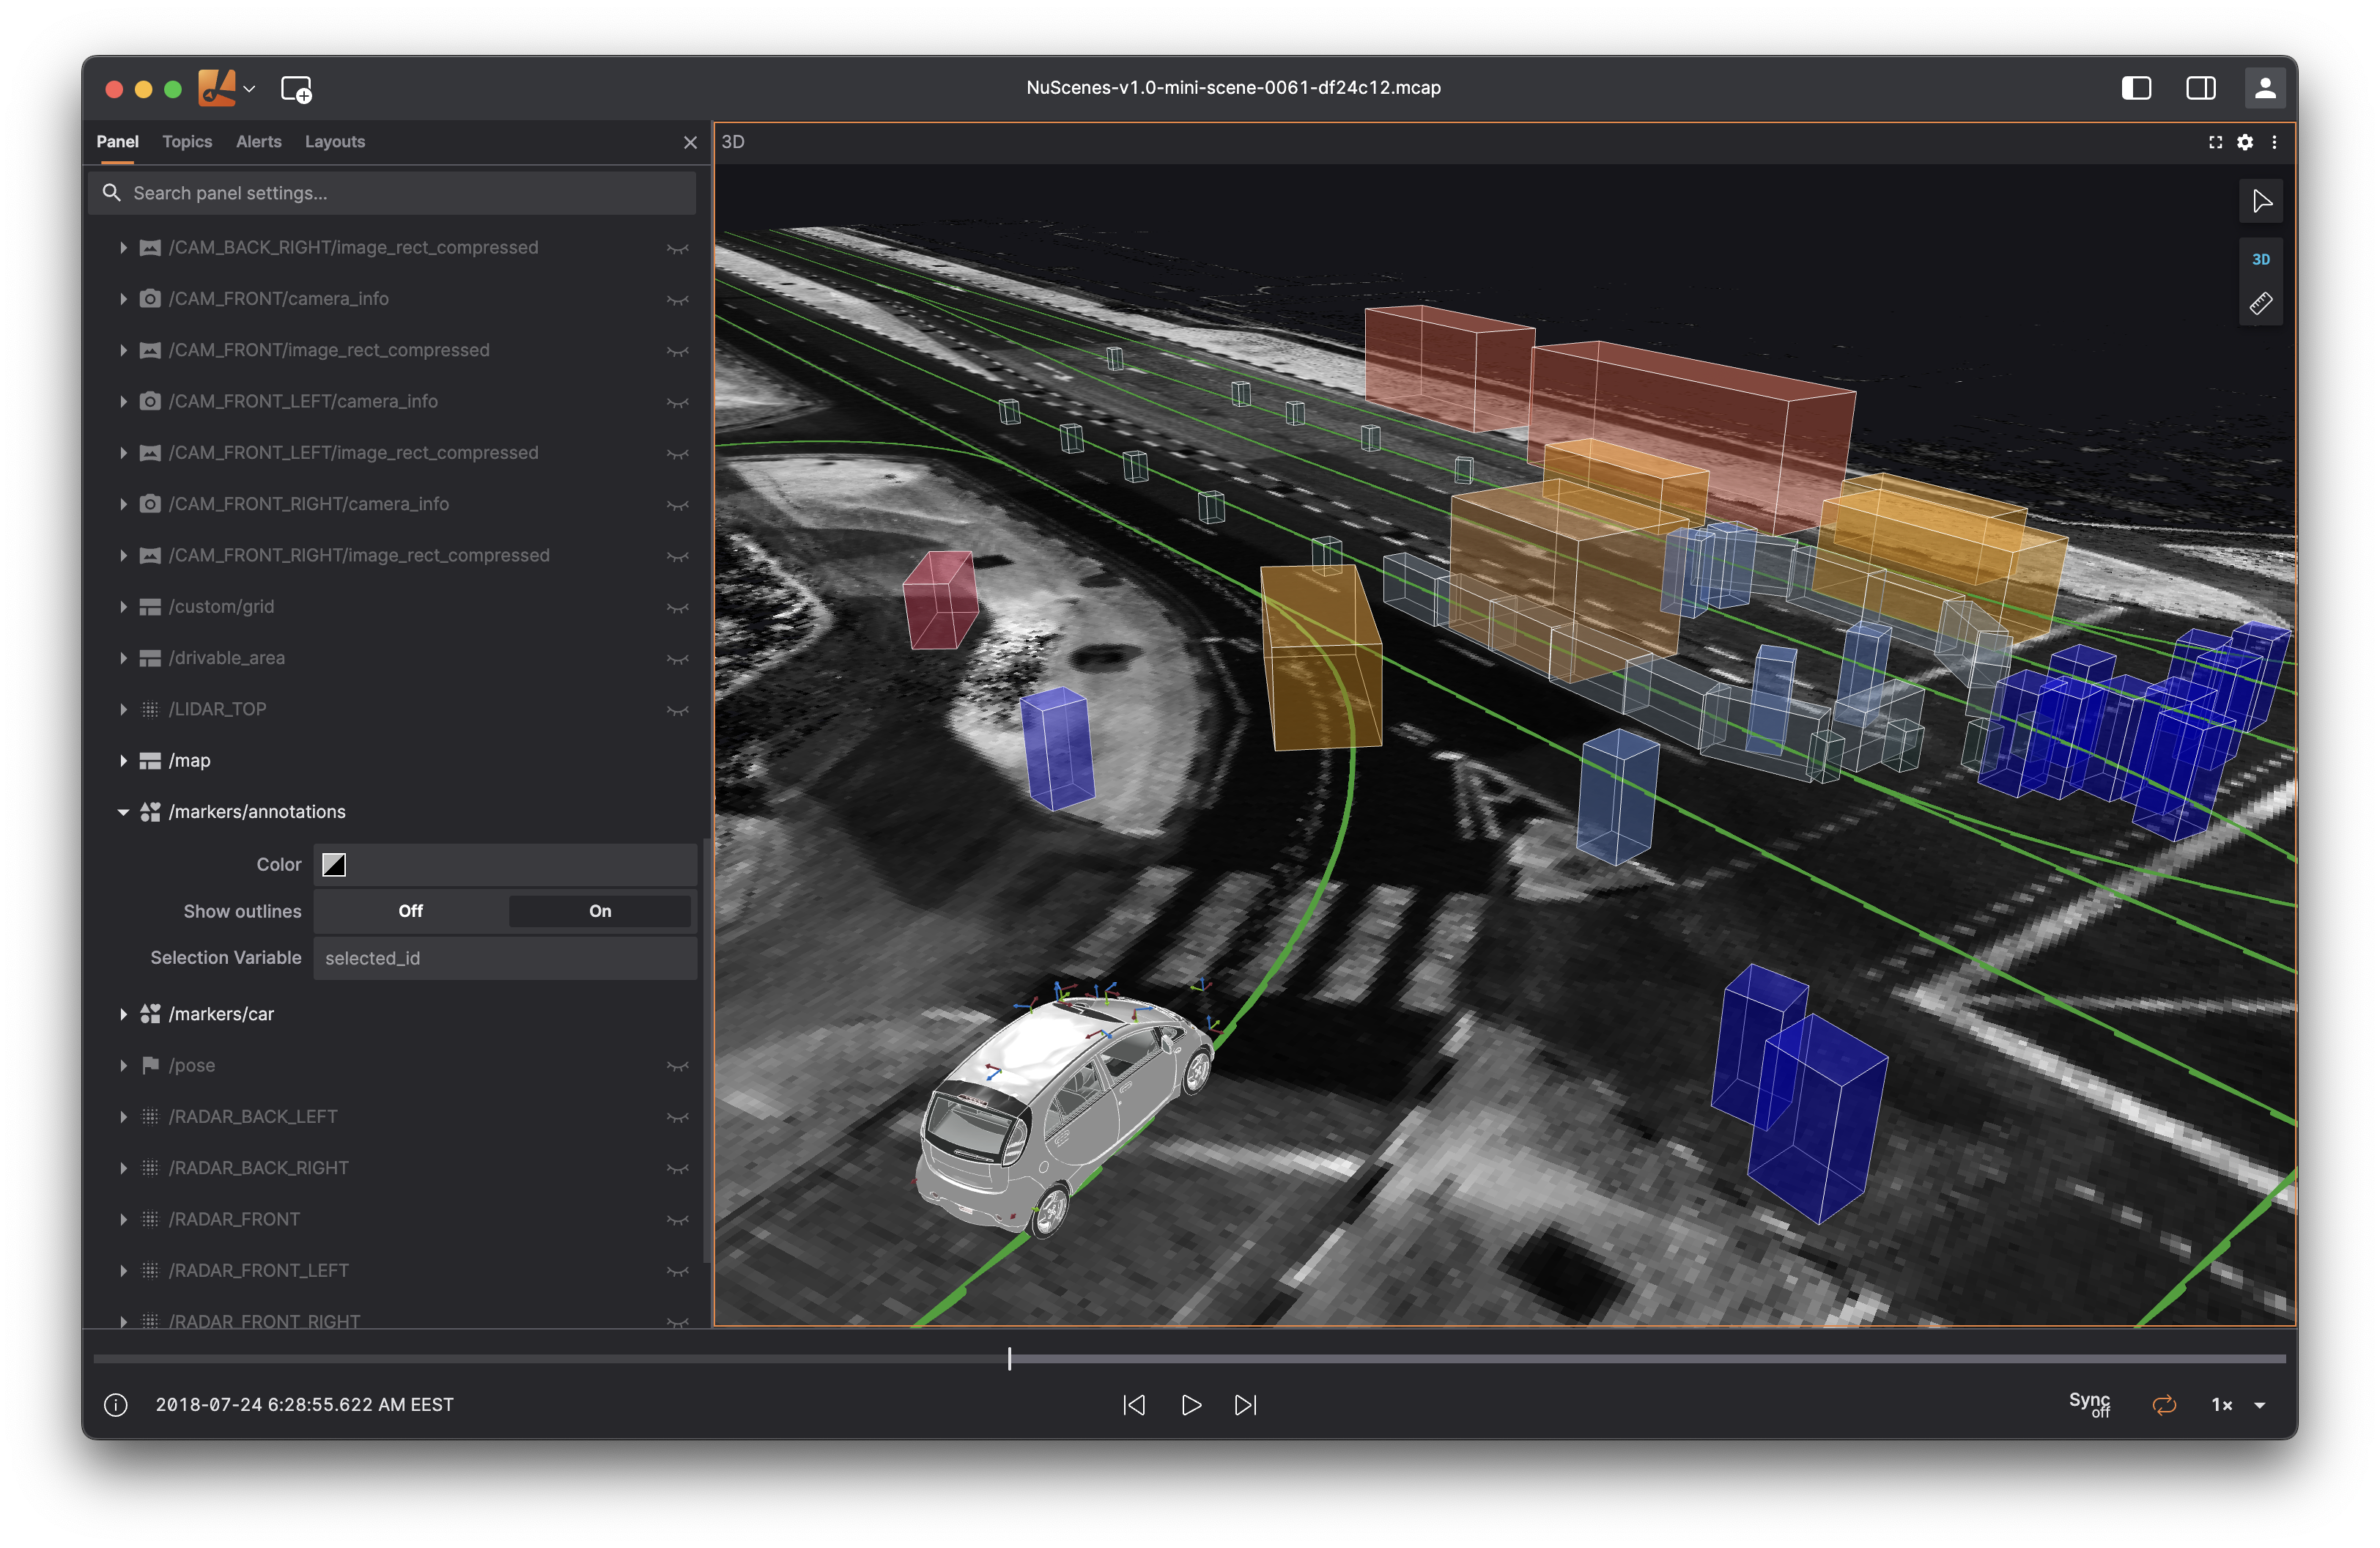 NuScenes-v1.0-mini-scene-0061-df24c12.mcap
Panel Topics Alerts Layouts
Search panel settings...
/CAM_BACK_RIGHT/image_rect_compressed
/CAM_FRONT/camera_info
/CAM_FRONT/image_rect_compressed
/CAM_FRONT_LEFT/camera_info
/CAM_FRONT_LEFT/image_rect_compressed
/CAM_FRONT_RIGHT/camera_info
/CAM_FRONT_RIGHT/image_rect_compressed
/custom/grid
/drivable_area
/LIDAR_TOP
/map
/markers/annotations
Color
Show outlines Off On
Selection Variable selected_id
/markers/car
/pose
/RADAR_BACK_LEFT
/RADAR_BACK_RIGHT
/RADAR_FRONT
/RADAR_FRONT_LEFT
/RADAR_FRONT_RIGHT
3D
3D
2018-07-24 6:28:55.622 AM EEST
Sync
off
1×